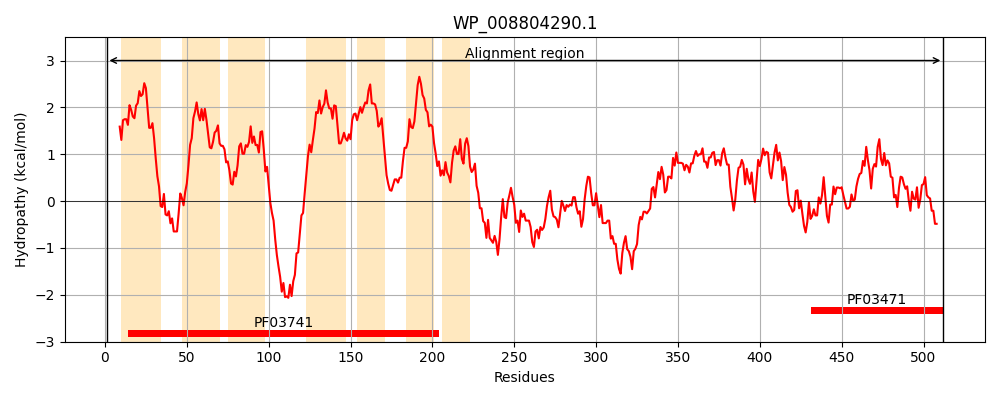 WP_008804290.1
Alignment region
Hydropathy (kcal/mol)
3
2
1
0
−1
−2
−3
PF03741
PF03471
0 50 100 150 200 250 300 350 400 450 500
Residues